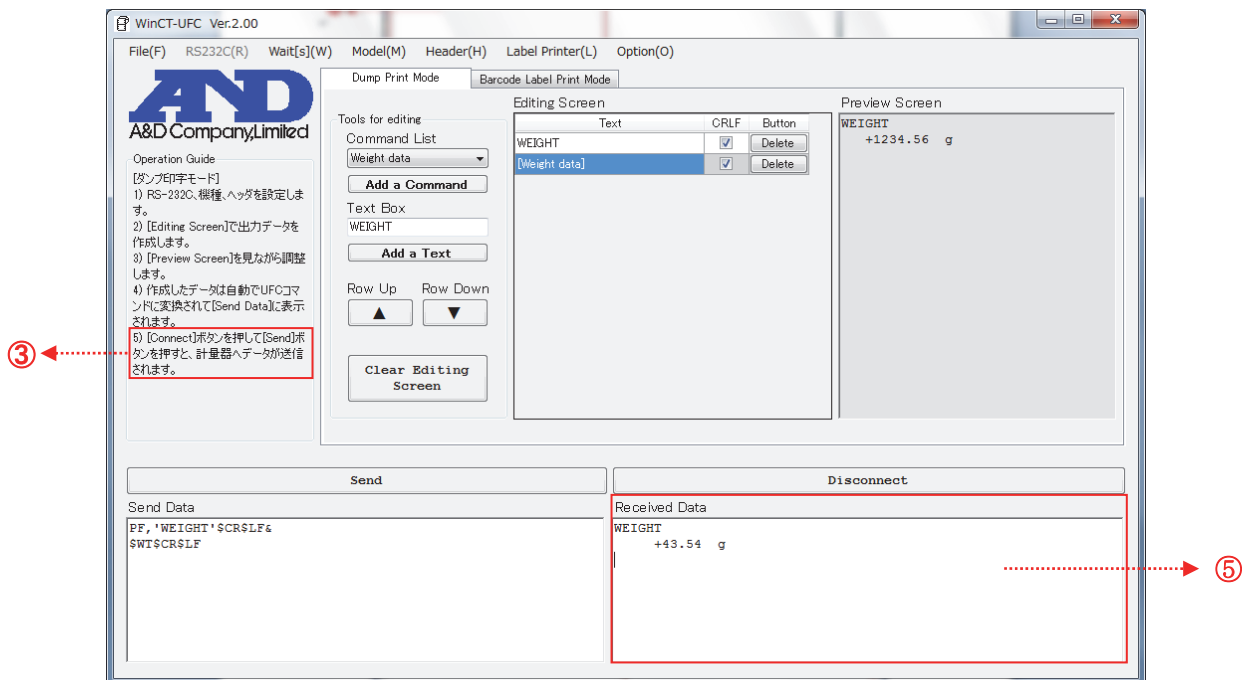 WinCT-UFC Ver.2.00
File(F) RS232C(R) Wait[s](W) Model(M) Header(H) Label Printer(L) Option(O)
AND
A&D Company,Limited
Operation Guide
[ダンプ印字モード]
1) RS-232C、機種、ヘッダを設定しま
す。
2) [Editing Screen]で出力データを
作成します。
3) [Preview Screen]を見ながら調整
します。
4) 作成したデータは自動でUFCコマ
ンドに変換されて[Send Data]に表示
されます。
5) [Connect]ボタンを押して[Send]ボ
タンを押すと、計量器へデータが送信
されます。
③
Dump Print Mode
Barcode Label Print Mode
Tools for editing
Command List
Weight data
Add a Command
Text Box
WEIGHT
Add a Text
Row Up Row Down
▲ ▼
Clear Editing
Screen
Editing Screen
Text CRLF Button
WEIGHT Delete
[Weight data] Delete
Preview Screen
WEIGHT
+1234.56 g
Send
Disconnect
Send Data
PF,'WEIGHT'$CR$LF&
$WT$CR$LF
Received Data
WEIGHT
+43.54 g
⑤